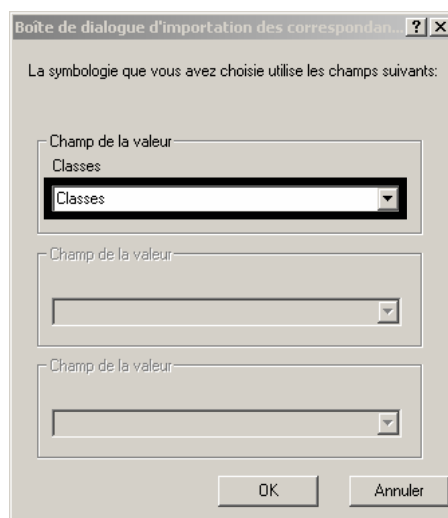 Boîte de dialogue d'importation des correspondan...
La symbologie que vous avez choisie utilise les champs suivants:
Champ de la valeur
Classes
Classes
Champ de la valeur
Champ de la valeur
OK
Annuler